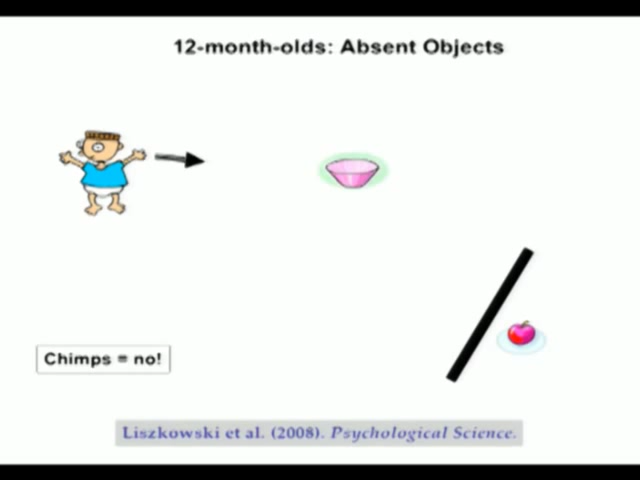 12-month-olds: Absent Objects
Chimps = no!
Liszkowski et al. (2008). Psychological Science.